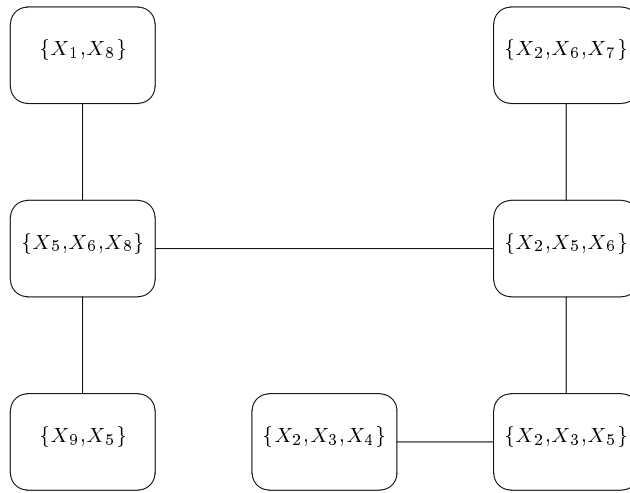 {X₁,X₈}
{X₂,X₆,X₇}
{X₅,X₆,X₈}
{X₂,X₅,X₆}
{X₉,X₅}
{X₂,X₃,X₄}
{X₂,X₃,X₅}